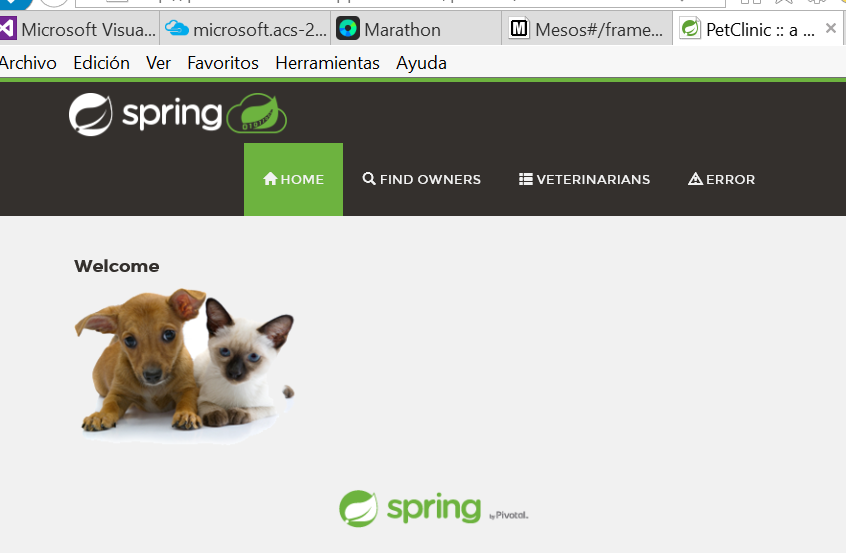 Microsoft Visua...
microsoft.acs-2...
Marathon
Mesos#/frame...
PetClinic :: a ...
Archivo Edición Ver Favoritos Herramientas Ayuda
spring
HOME FIND OWNERS VETERINARIANS ERROR
Welcome
spring by Pivotal.